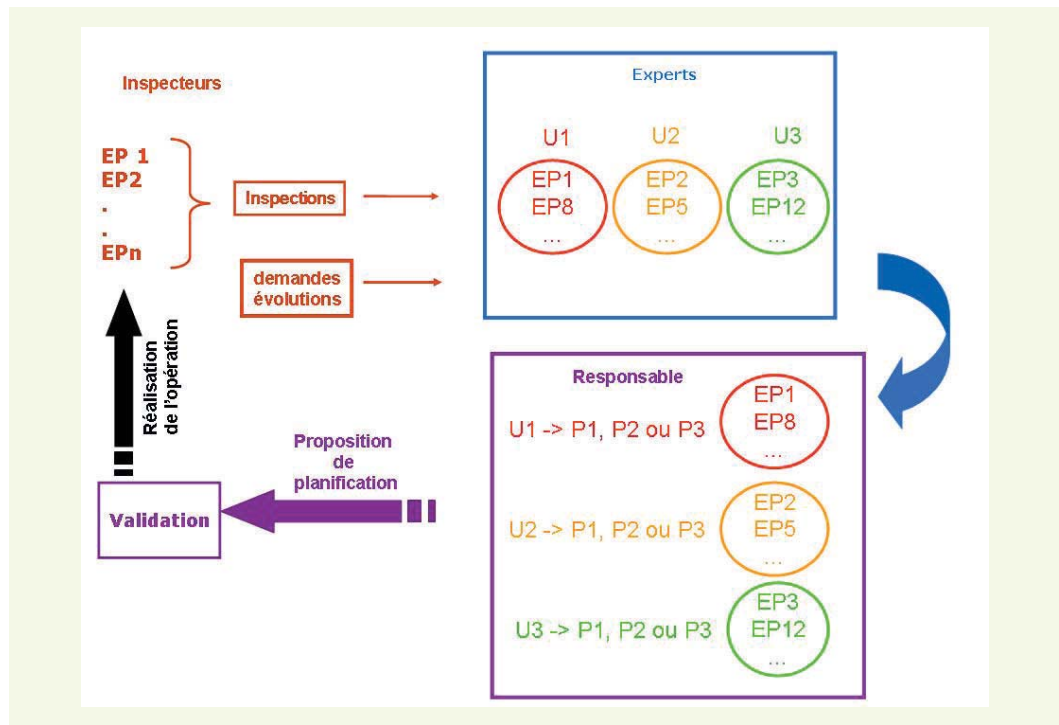 Inspecteurs
EP 1
EP2
.
.
EPn
Inspections
demandes
évolutions
Experts
U1
EP1
EP8
...
U2
EP2
EP5
...
U3
EP3
EP12
...
Responsable
U1 -> P1, P2 ou P3
EP1
EP8
...
U2 -> P1, P2 ou P3
EP2
EP5
...
U3 -> P1, P2 ou P3
EP3
EP12
...
Proposition
de
planification
Validation
Réalisation
de l'opération